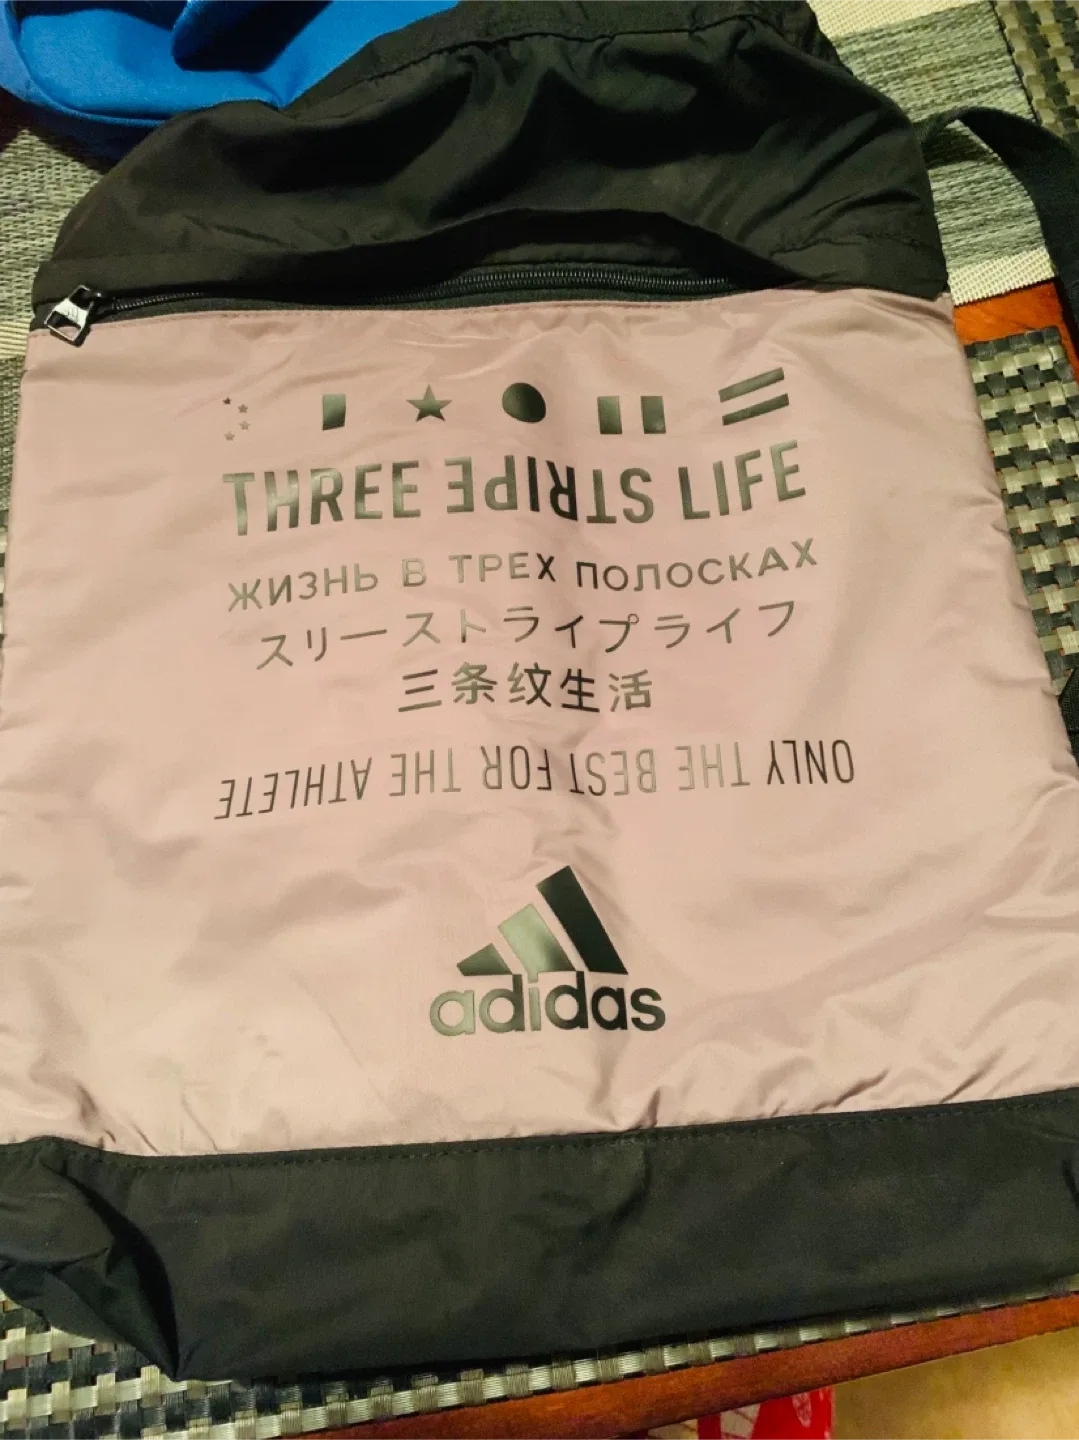 THREE STRIPE LIFE
ЖИЗНЬ В ТРЕХ ПОЛОСКАХ
スリーストライプライフ
三条纹生活
ONLY THE BEST FOR THE ATHLETE
adidas